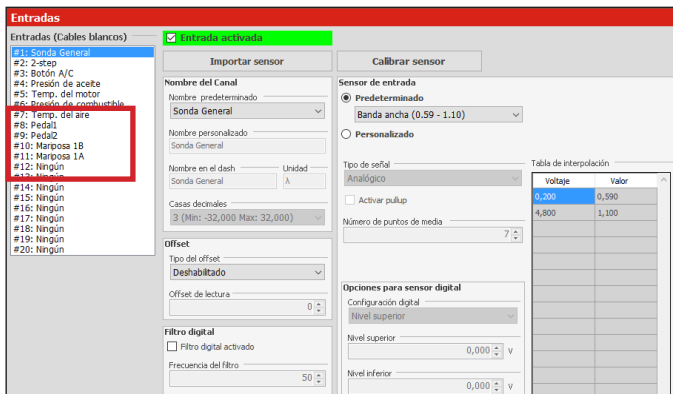 Entradas
Entradas (Cables blancos)
#1: Sonda General
#2: 2-step
#3: Botón A/C
#4: Presión de aceite
#5: Temp. del motor
#6: Presión de combustible
#7: Temp. del aire
#8: Pedal1
#9: Pedal2
#10: Mariposa 1B
#11: Mariposa 1A
#12: Ningún
#13: Ningún
#14: Ningún
#15: Ningún
#16: Ningún
#17: Ningún
#18: Ningún
#19: Ningún
#20: Ningún
Entrada activada
Importar sensor
Calibrar sensor
Nombre del Canal
Nombre predeterminado
Sonda General
Nombre personalizado
Sonda General
Nombre en el dash
Unidad
Sonda General
λ
Casas decimales
3 (Min: -32,000 Max: 32,000)
Offset
Tipo del offset
Deshabilitado
Offset de lectura
0
Filtro digital
Filtro digital activado
Frecuencia del filtro
50
Sensor de entrada
Predeterminado
Banda ancha (0.59 - 1.10)
Personalizado
Tipo de señal
Analógico
Activar pullup
Número de puntos de media
7
Opciones para sensor digital
Configuración digital
Nivel superior
Nivel superior
0,000 V
Nivel inferior
0,000 V
Tabla de interpolación
Voltaje Valor
0,200 0,590
4,800 1,100